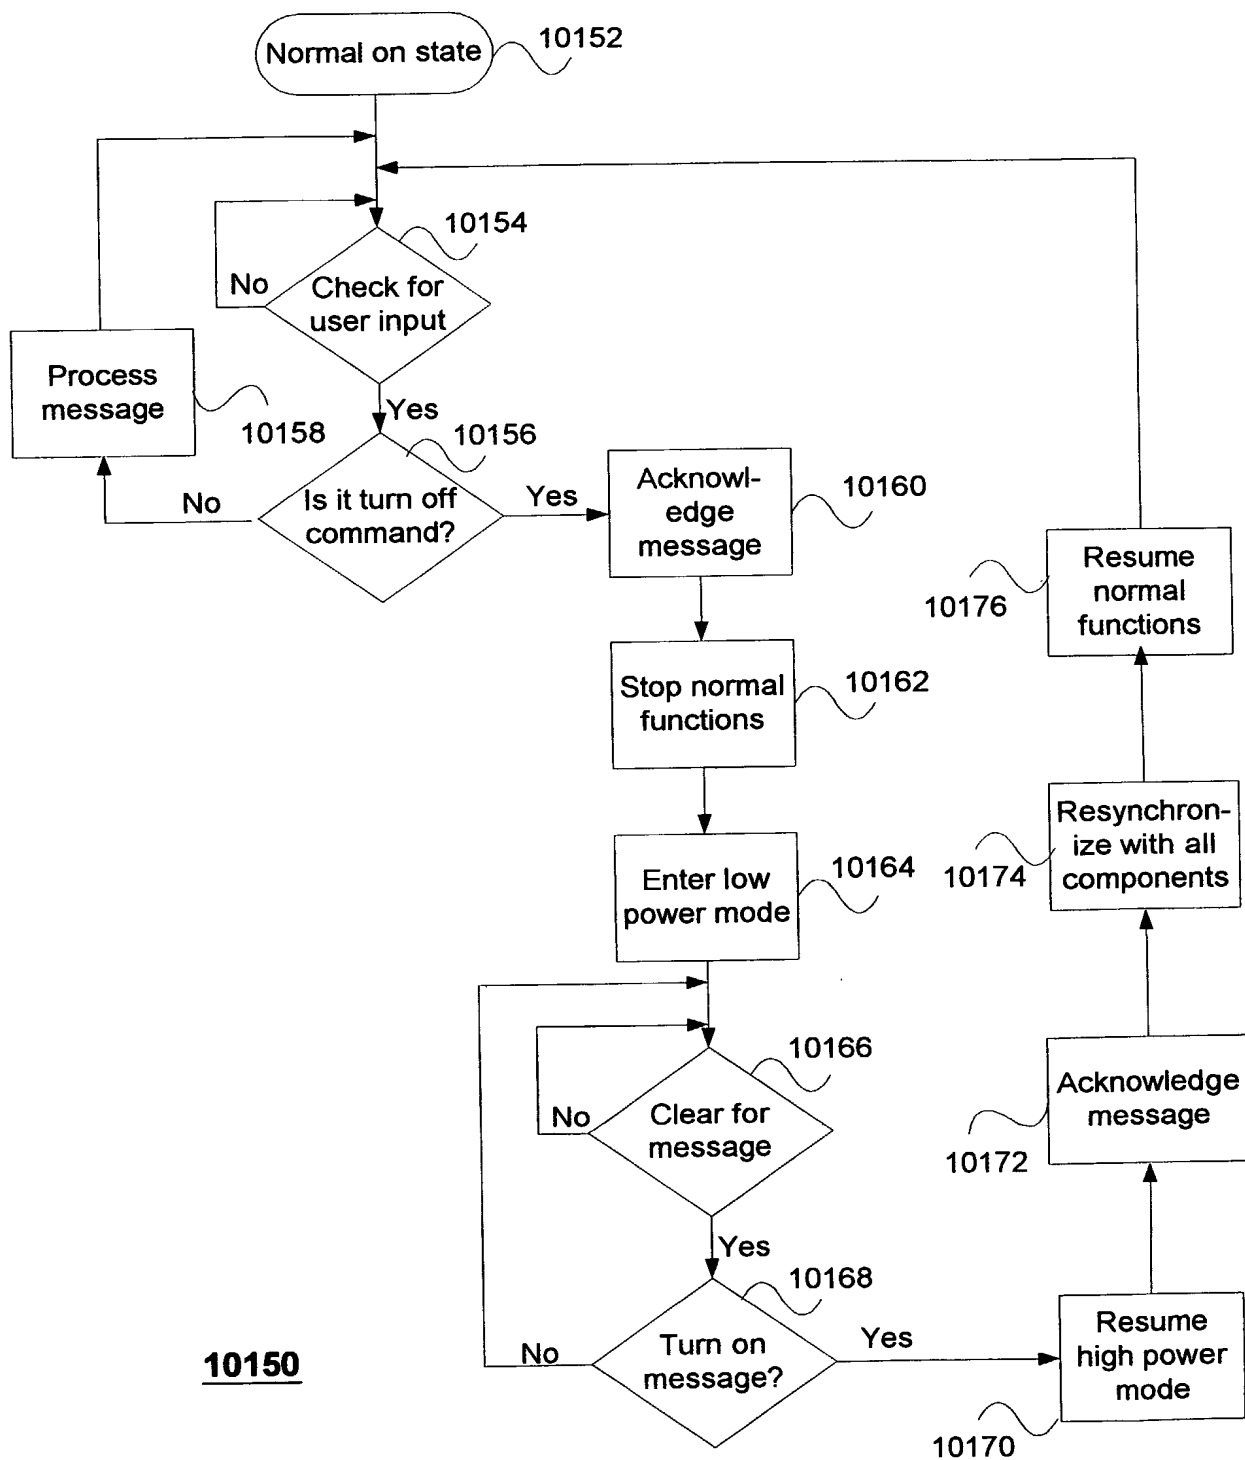 Normal on state
10152
10154
No
Check for
user input
Process
message
10158
Yes
10156
No
Is it turn off
command?
Yes
Acknowl-
edge
message
10160
Resume
normal
functions
10176
Stop normal
functions
10162
Resynchron-
ize with all
components
10174
Enter low
power mode
10164
10166
No
Clear for
message
Acknowledge
message
10172
Yes
10168
No
Turn on
message?
Yes
Resume
high power
mode
10170
10150